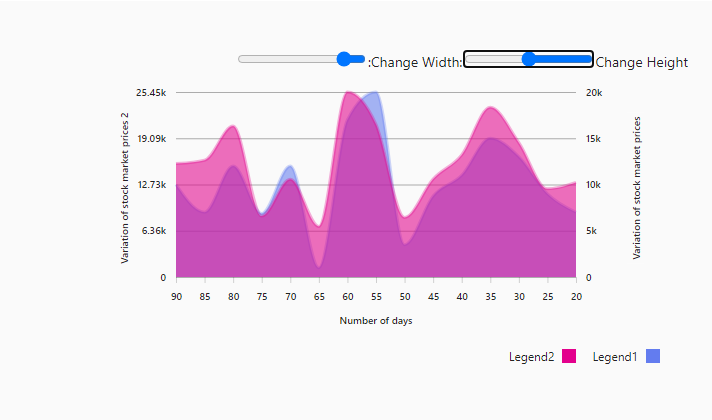 :Change Width: Change Height
25.45k
19.09k
12.73k
6.36k
0
Variation of stock market prices 2
20k
15k
10k
5k
0
Variation of stock market prices
90 85 80 75 70 65 60 55 50 45 40 35 30 25 20
Number of days
Legend2 Legend1